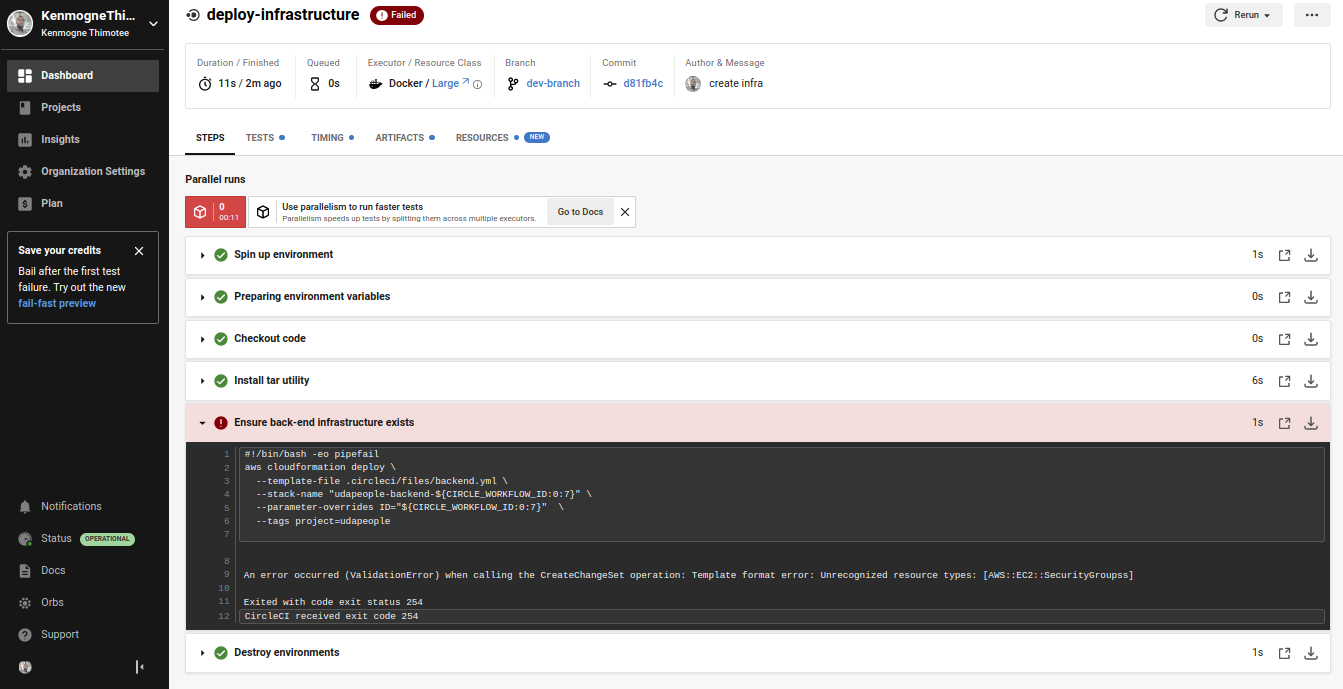 KenmogneThi...
Kenmogne Thimotee
Dashboard
Projects
Insights
Organization Settings
Plan
Save your credits
Bail after the first test
failure. Try out the new
fail-fast preview
Notifications
Status OPERATIONAL
Docs
Orbs
Support
deploy-infrastructure Failed
Rerun
Duration / Finished Queued Executor / Resource Class Branch Commit Author & Message
11s / 2m ago 0s Docker / Large dev-branch d81fb4c create infra
STEPS TESTS TIMING ARTIFACTS RESOURCES NEW
Parallel runs
0
00:11
Use parallelism to run faster tests
Parallelism speeds up tests by splitting them across multiple executors.
Go to Docs
Spin up environment 1s
Preparing environment variables 0s
Checkout code 0s
Install tar utility 6s
Ensure back-end infrastructure exists 1s
1 #!/bin/bash -eo pipefail
2 aws cloudformation deploy \
3 --template-file .circleci/files/backend.yml \
4 --stack-name "udapeople-backend-${CIRCLE_WORKFLOW_ID:0:7}" \
5 --parameter-overrides ID="${CIRCLE_WORKFLOW_ID:0:7}" \
6 --tags project=udapeople
7
8
9 An error occurred (ValidationError) when calling the CreateChangeSet operation: Template format error: Unrecognized resource types: [AWS::EC2::SecurityGroupss]
10
11 Exited with code exit status 254
12 CircleCI received exit code 254
Destroy environments 1s